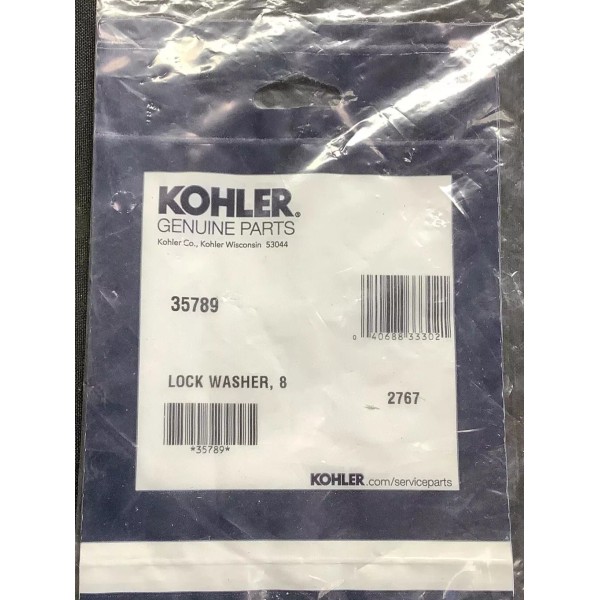 KOHLER®
GENUINE PARTS
Kohler Co., Kohler Wisconsin 53044
35789
0 40688 33302
LOCK WASHER, 8
2767
*35789*
KOHLER.com/serviceparts